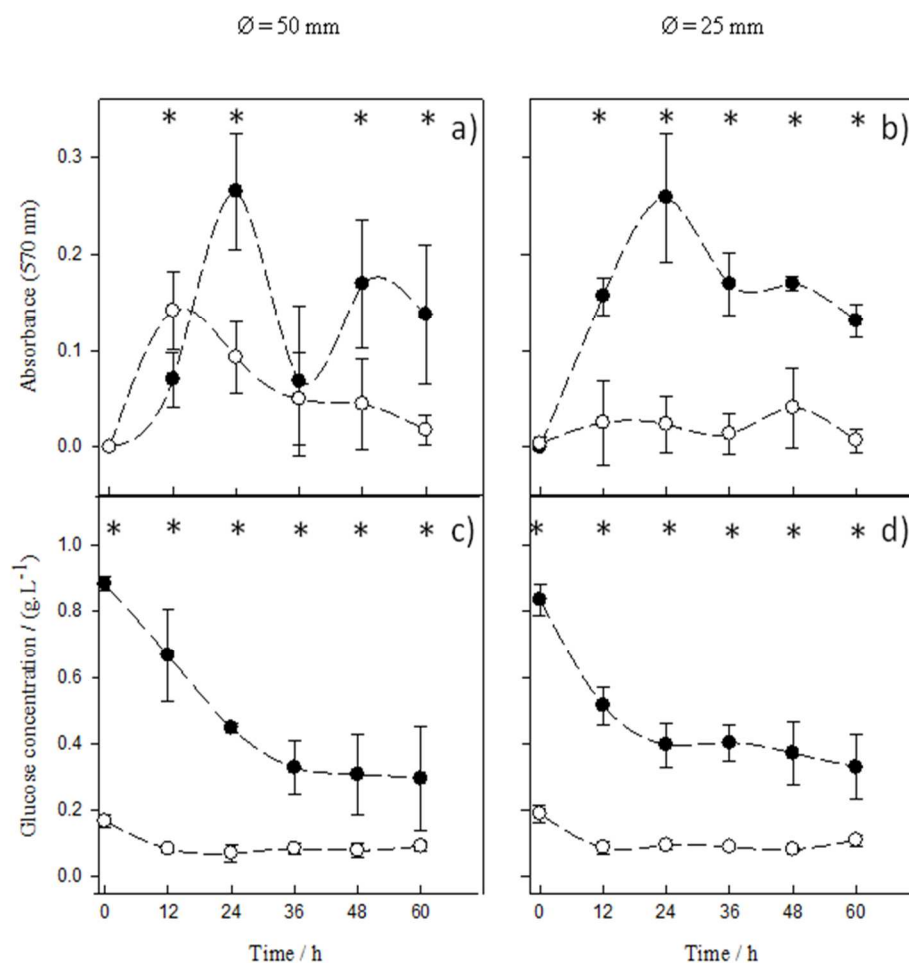 Ø = 50 mm
Ø = 25 mm
* * * *
a)
* * * * *
b)
0.3
0.2
0.1
0.0
Absorbance (570 nm)
* * * * * *
c)
* * * * * *
d)
1.0
0.8
0.6
0.4
0.2
0.0
Glucose concentration / (g.L⁻¹)
0 12 24 36 48 60
0 12 24 36 48 60
Time / h
Time / h